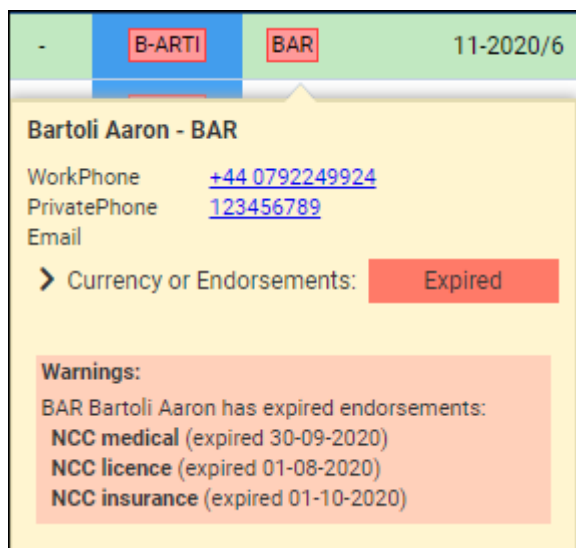 - B-ARTI BAR 11-2020/6
Bartoli Aaron - BAR
WorkPhone +44 0792249924
PrivatePhone 123456789
Email
Currency or Endorsements: Expired
Warnings:
BAR Bartoli Aaron has expired endorsements:
NCC medical (expired 30-09-2020)
NCC licence (expired 01-08-2020)
NCC insurance (expired 01-10-2020)